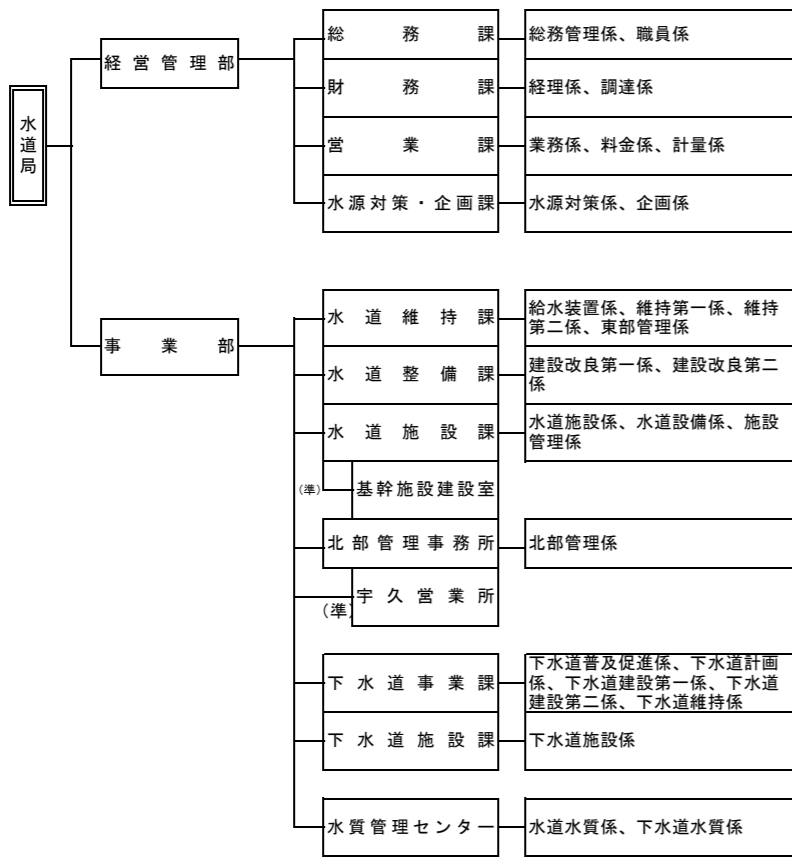 水道局
経営管理部
総務課
総務管理係、職員係
財務課
経理係、調達係
営業課
業務係、料金係、計量係
水源対策・企画課
水源対策係、企画係
事業部
水道維持課
給水装置係、維持第一係、維持
第二係、東部管理係
水道整備課
建設改良第一係、建設改良第二
係
水道施設課
水道施設係、水道設備係、施設
管理係
(準)
基幹施設建設室
北部管理事務所
北部管理係
(準)
宇久営業所
下水道事業課
下水道普及促進係、下水道計画
係、下水道建設第一係、下水道
建設第二係、下水道維持係
下水道施設課
下水道施設係
水質管理センター
水道水質係、下水道水質係